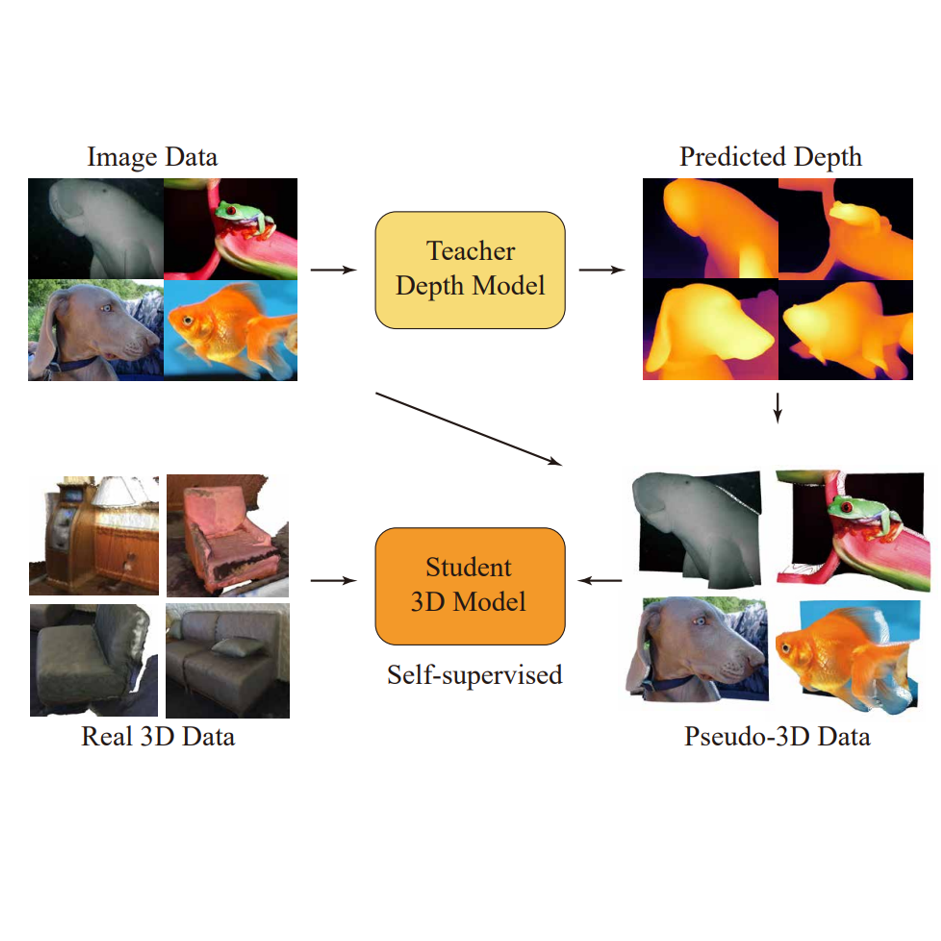 Image Data
Predicted Depth
Teacher
Depth Model
Student
3D Model
Self-supervised
Real 3D Data
Pseudo-3D Data